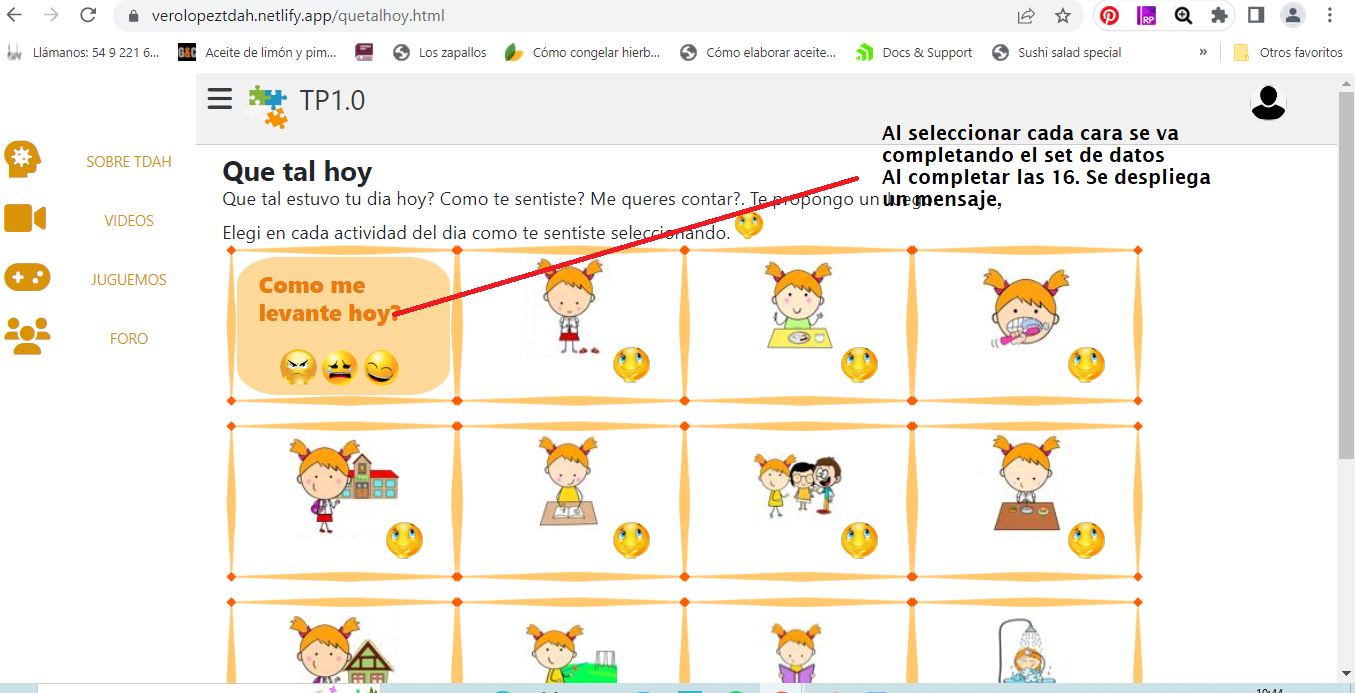 verolopeztdah.netlify.app/quetalhoy.html
Llámanos: 54 9 221 6... Aceite de limón y pim... Los zapallos Cómo congelar hierb... Cómo elaborar aceite... Docs & Support Sushi salad special » Otros favoritos
TP1.0
Al seleccionar cada cara se va
completando el set de datos
Al completar las 16. Se despliega
un mensaje,
SOBRE TDAH
VIDEOS
JUGUEMOS
FORO
Que tal hoy
Que tal estuvo tu dia hoy? Como te sentiste? Me queres contar?. Te propongo un
Elegi en cada actividad del dia como te sentiste seleccionando.
Como me
levante hoy?
RP
G&C